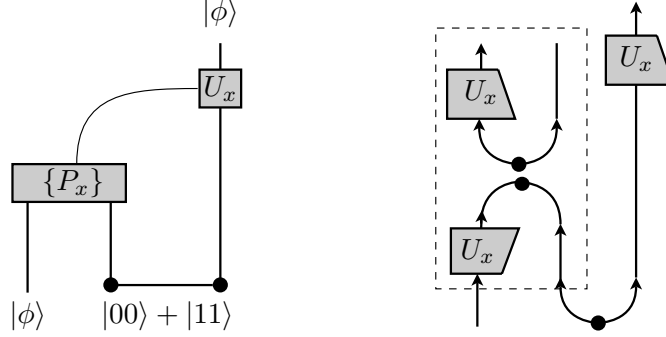 |ϕ⟩
U_x
{P_x}
|ϕ⟩ |00⟩ + |11⟩
U_x
U_x
U_x